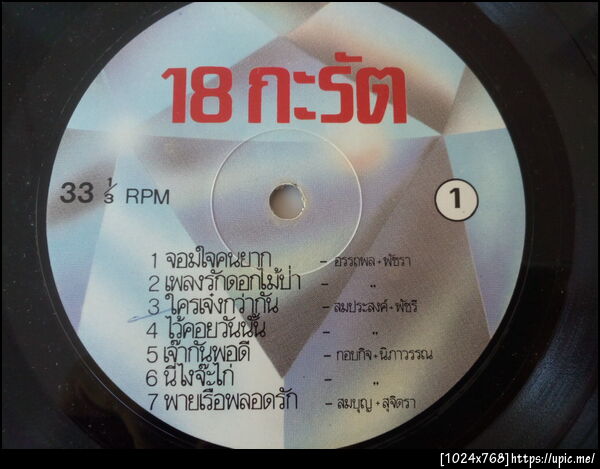 18 กะรัต
33 1/3 RPM
1
1 จอมใจคนยาก - อรรถพล + พัชรา
2 เพลงรักดอกไม้ป่า - "
3 ใครเจ๋งกว่ากัน - สมประสงค์ + พัชรี
4 ไว้คอยวันนั้น - "
5 เจ๊ากันพอดี - กอบกิจ + นิภาวรรณ
6 นี่ไงจ๊ะไก่ - "
7 พายเรือพลอดรัก - สมบุญ + สุจิตรา
[1024x768]https://upic.me/